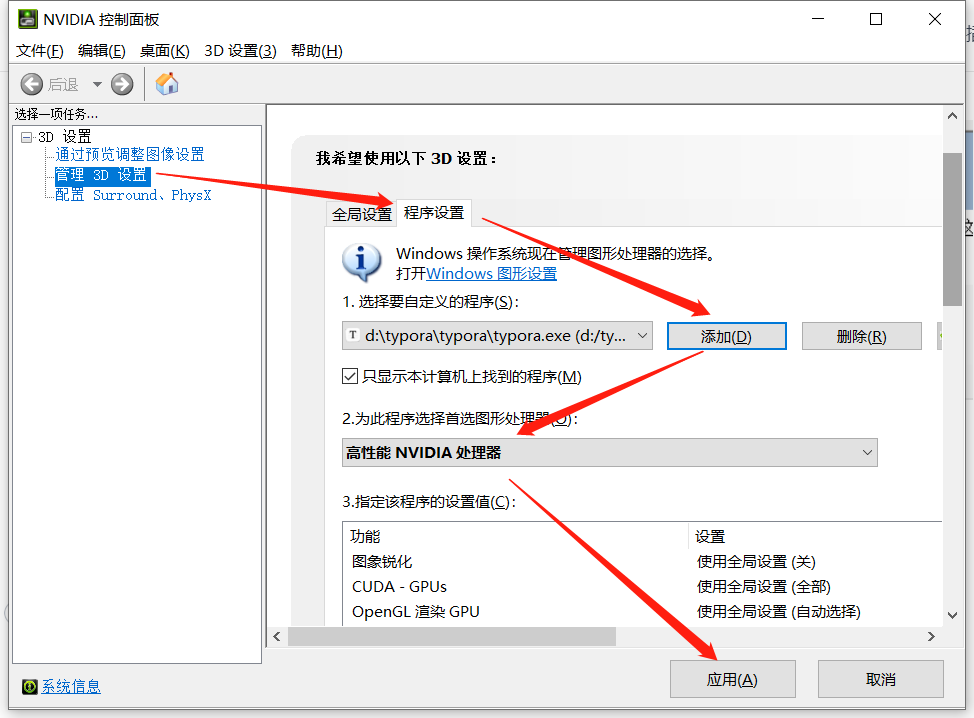 NVIDIA 控制面板
文件(F) 编辑(E) 桌面(K) 3D 设置(3) 帮助(H)
后退
选择一项任务...
3D 设置
通过预览调整图像设置
管理 3D 设置
配置 Surround、PhysX
我希望使用以下 3D 设置：
全局设置 程序设置
Windows 操作系统现在管理图形处理器的选择。
打开Windows 图形设置
1. 选择要自定义的程序(S)：
T d:\typora\typora\typora.exe (d:/ty... 添加(D) 删除(R)
只显示本计算机上找到的程序(M)
2.为此程序选择首选图形处理器(O)：
高性能 NVIDIA 处理器
3.指定该程序的设置值(C)：
功能 设置
图象锐化 使用全局设置 (关)
CUDA - GPUs 使用全局设置 (全部)
OpenGL 渲染 GPU 使用全局设置 (自动选择)
系统信息
应用(A) 取消